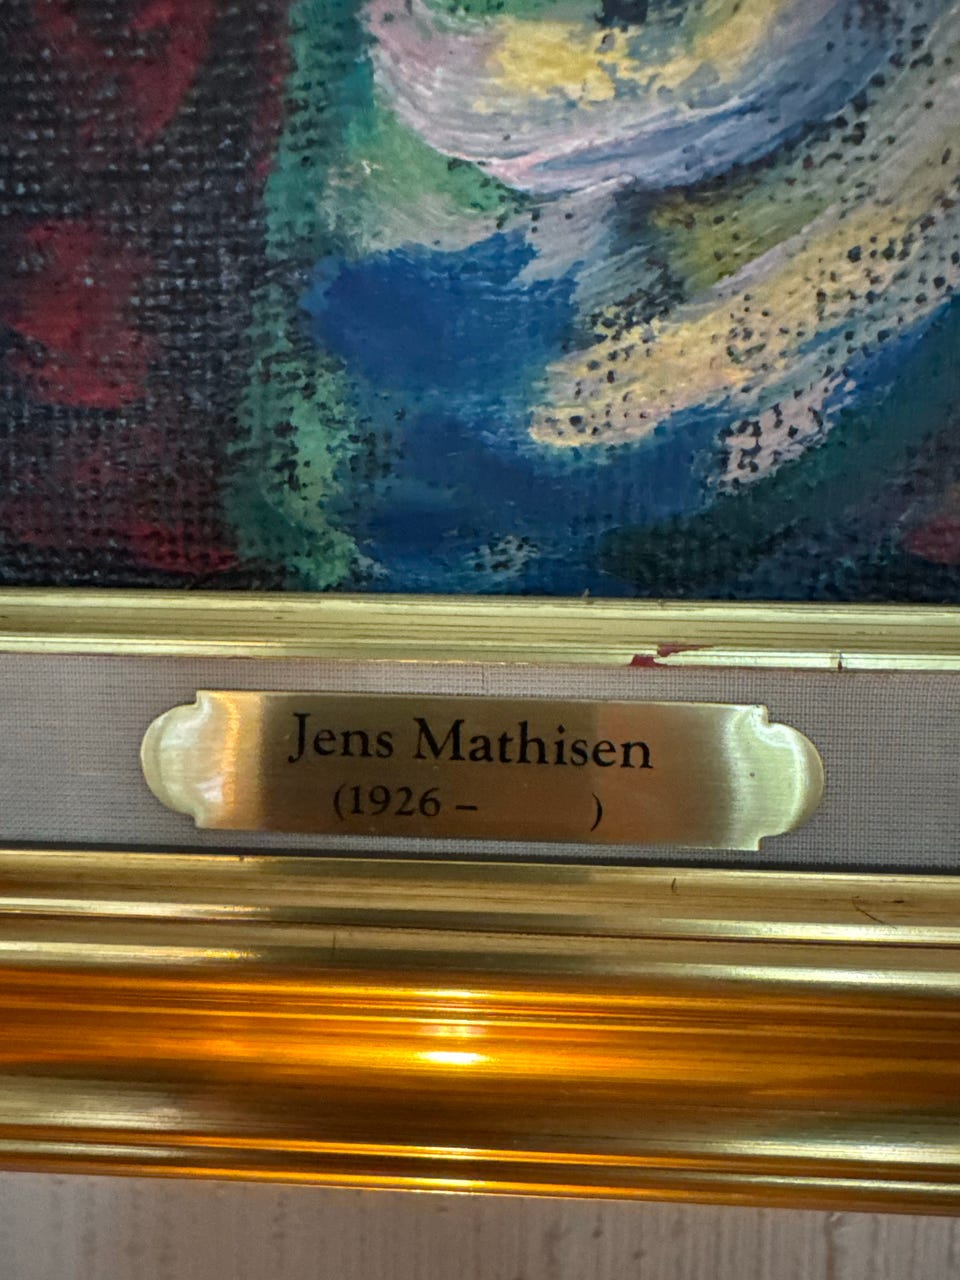 Jens Mathisen
(1926 –          )